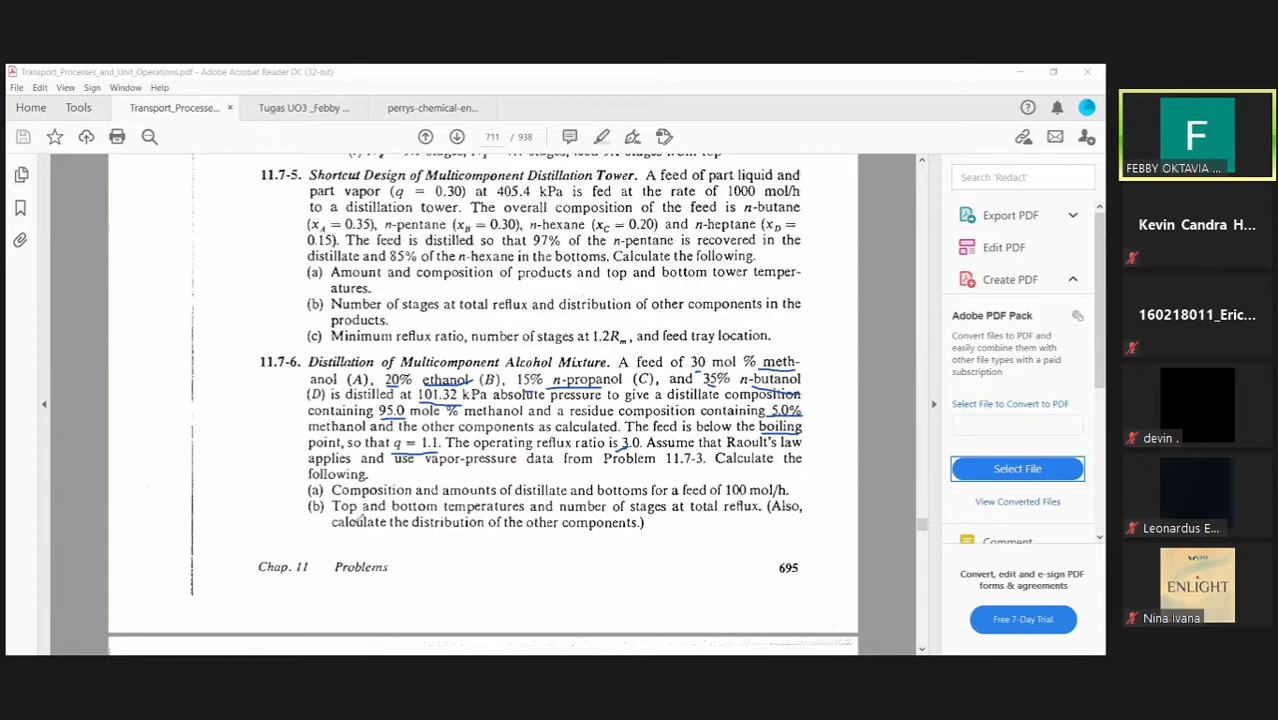 Transport_Processes_and_Unit_Operations.pdf - Adobe Acrobat Reader DC (32-bit)
File Edit View Sign Window Help
Home Tools Transport_Processe... × Tugas UO3 _Febby ... perrys-chemical-en...
711 / 938
stages, feed 9.1 stages from top
11.7-5. Shortcut Design of Multicomponent Distillation Tower. A feed of part liquid and
part vapor (q = 0.30) at 405.4 kPa is fed at the rate of 1000 mol/h
to a distillation tower. The overall composition of the feed is n-butane
(xA = 0.35), n-pentane (xB = 0.30), n-hexane (xC = 0.20) and n-heptane (xD =
0.15). The feed is distilled so that 97% of the n-pentane is recovered in the
distillate and 85% of the n-hexane in the bottoms. Calculate the following.
(a) Amount and composition of products and top and bottom tower temper-
atures.
(b) Number of stages at total reflux and distribution of other components in the
products.
(c) Minimum reflux ratio, number of stages at 1.2Rm, and feed tray location.
11.7-6. Distillation of Multicomponent Alcohol Mixture. A feed of 30 mol % meth-
anol (A), 20% ethanol (B), 15% n-propanol (C), and 35% n-butanol
(D) is distilled at 101.32 kPa absolute pressure to give a distillate composition
containing 95.0 mole % methanol and a residue composition containing 5.0%
methanol and the other components as calculated. The feed is below the boiling
point, so that q = 1.1. The operating reflux ratio is 3.0. Assume that Raoult's law
applies and use vapor-pressure data from Problem 11.7-3. Calculate the
following.
(a) Composition and amounts of distillate and bottoms for a feed of 100 mol/h.
(b) Top and bottom temperatures and number of stages at total reflux. (Also,
calculate the distribution of the other components.)
Chap. 11 Problems 695
Search 'Redact'
Export PDF
Edit PDF
Create PDF
Adobe PDF Pack
Convert files to PDF and
easily combine them with
other file types with a paid
subscription.
Select File to Convert to PDF
Select File
View Converted Files
Comment
Convert, edit and e-sign PDF
forms & agreements
Free 7-Day Trial
F
FEBBY OKTAVIA ...
Kevin Candra H...
160218011_Eric...
devin .
Leonardus E...
ENLIGHT
Nina Ivana